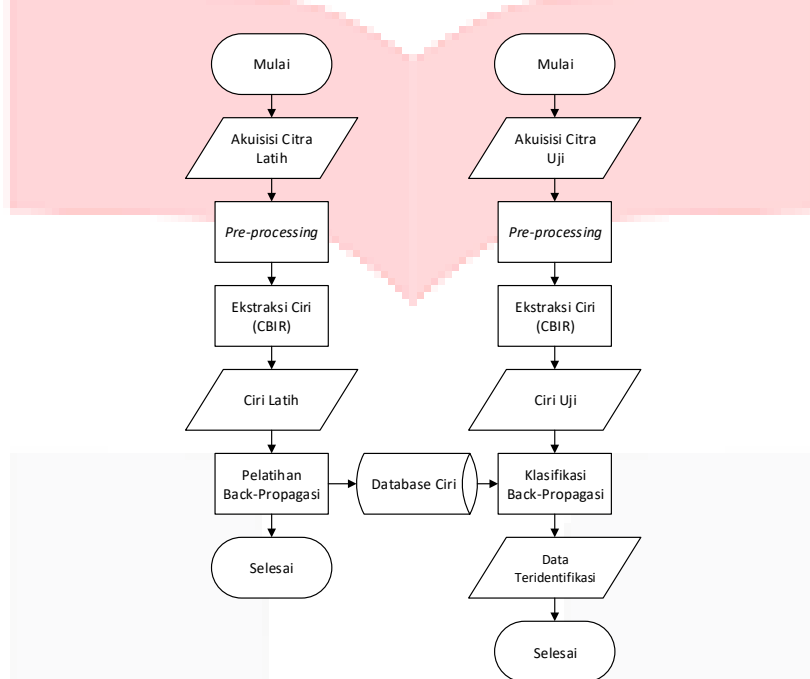 Mulai
Akuisisi Citra
Latih
Pre-processing
Ekstraksi Ciri
(CBIR)
Ciri Latih
Pelatihan
Back-Propagasi
Selesai
Database Ciri
Mulai
Akuisisi Citra
Uji
Pre-processing
Ekstraksi Ciri
(CBIR)
Ciri Uji
Klasifikasi
Back-Propagasi
Data
Teridentifikasi
Selesai